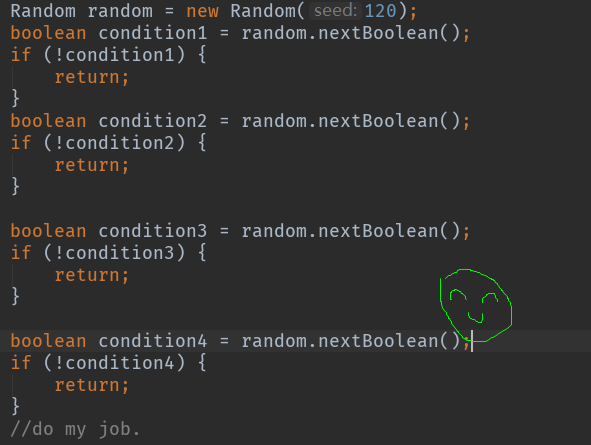 Random random = new Random( seed: 120);
boolean condition1 = random.nextBoolean();
if (!condition1) {
return;
}
boolean condition2 = random.nextBoolean();
if (!condition2) {
return;
}
boolean condition3 = random.nextBoolean();
if (!condition3) {
return;
}
boolean condition4 = random.nextBoolean();
if (!condition4) {
return;
}
//do my job.